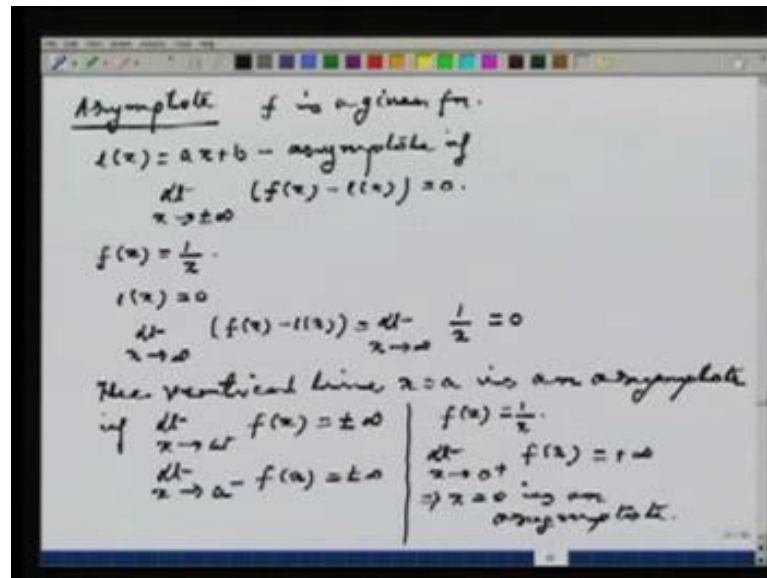 Asymptote f is a given fn.
l(x) = ax+b - asymptote if
lt x→±∞ (f(x) - l(x)) = 0.
f(x) = 1/x.
l(x) = 0
lt x→∞ (f(x) - l(x)) = lt x→∞ 1/x = 0
The vertical line x=a is an asymptote
if lt x→a+ f(x) = ±∞
lt x→a- f(x) = ±∞
f(x) = 1/x.
lt x→0+ f(x) = +∞
⇒ x=0 is an
asymptote.